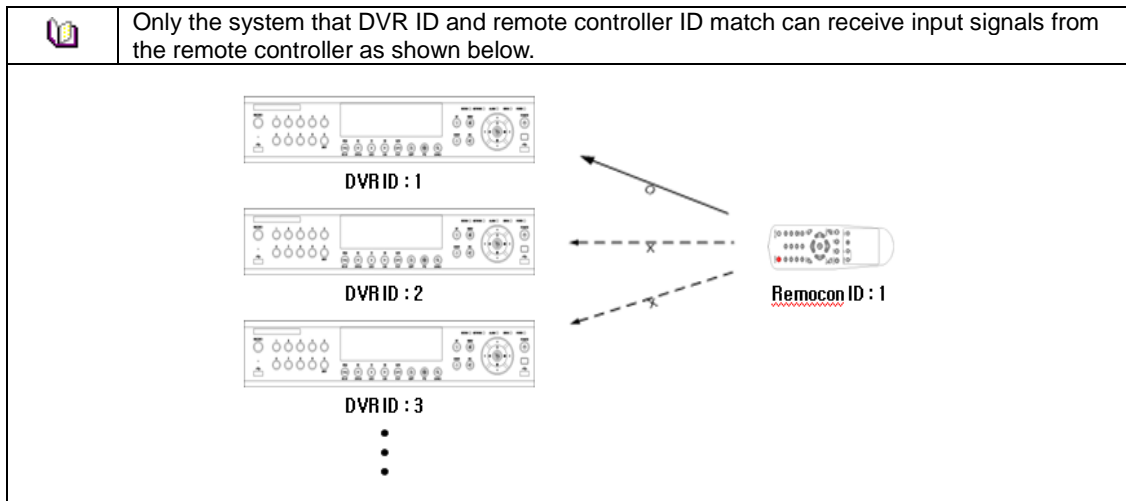 Only the system that DVR ID and remote controller ID match can receive input signals from
the remote controller as shown below.
DVR ID : 1
O
X
DVR ID : 2
Remocon ID : 1
X
DVR ID : 3